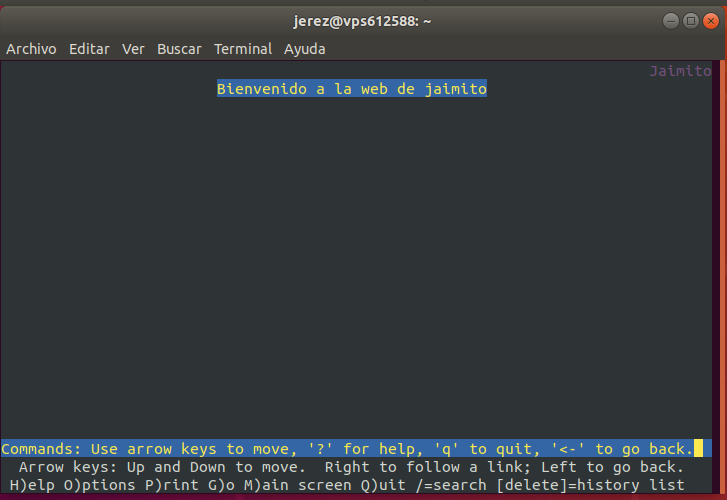 jerez@vps612588: ~
Archivo Editar Ver Buscar Terminal Ayuda
Jaimito
Bienvenido a la web de jaimito
Commands: Use arrow keys to move, '?' for help, 'q' to quit, '<-' to go back.
Arrow keys: Up and Down to move.  Right to follow a link; Left to go back.
H)elp O)ptions P)rint G)o M)ain screen Q)uit /=search [delete]=history list